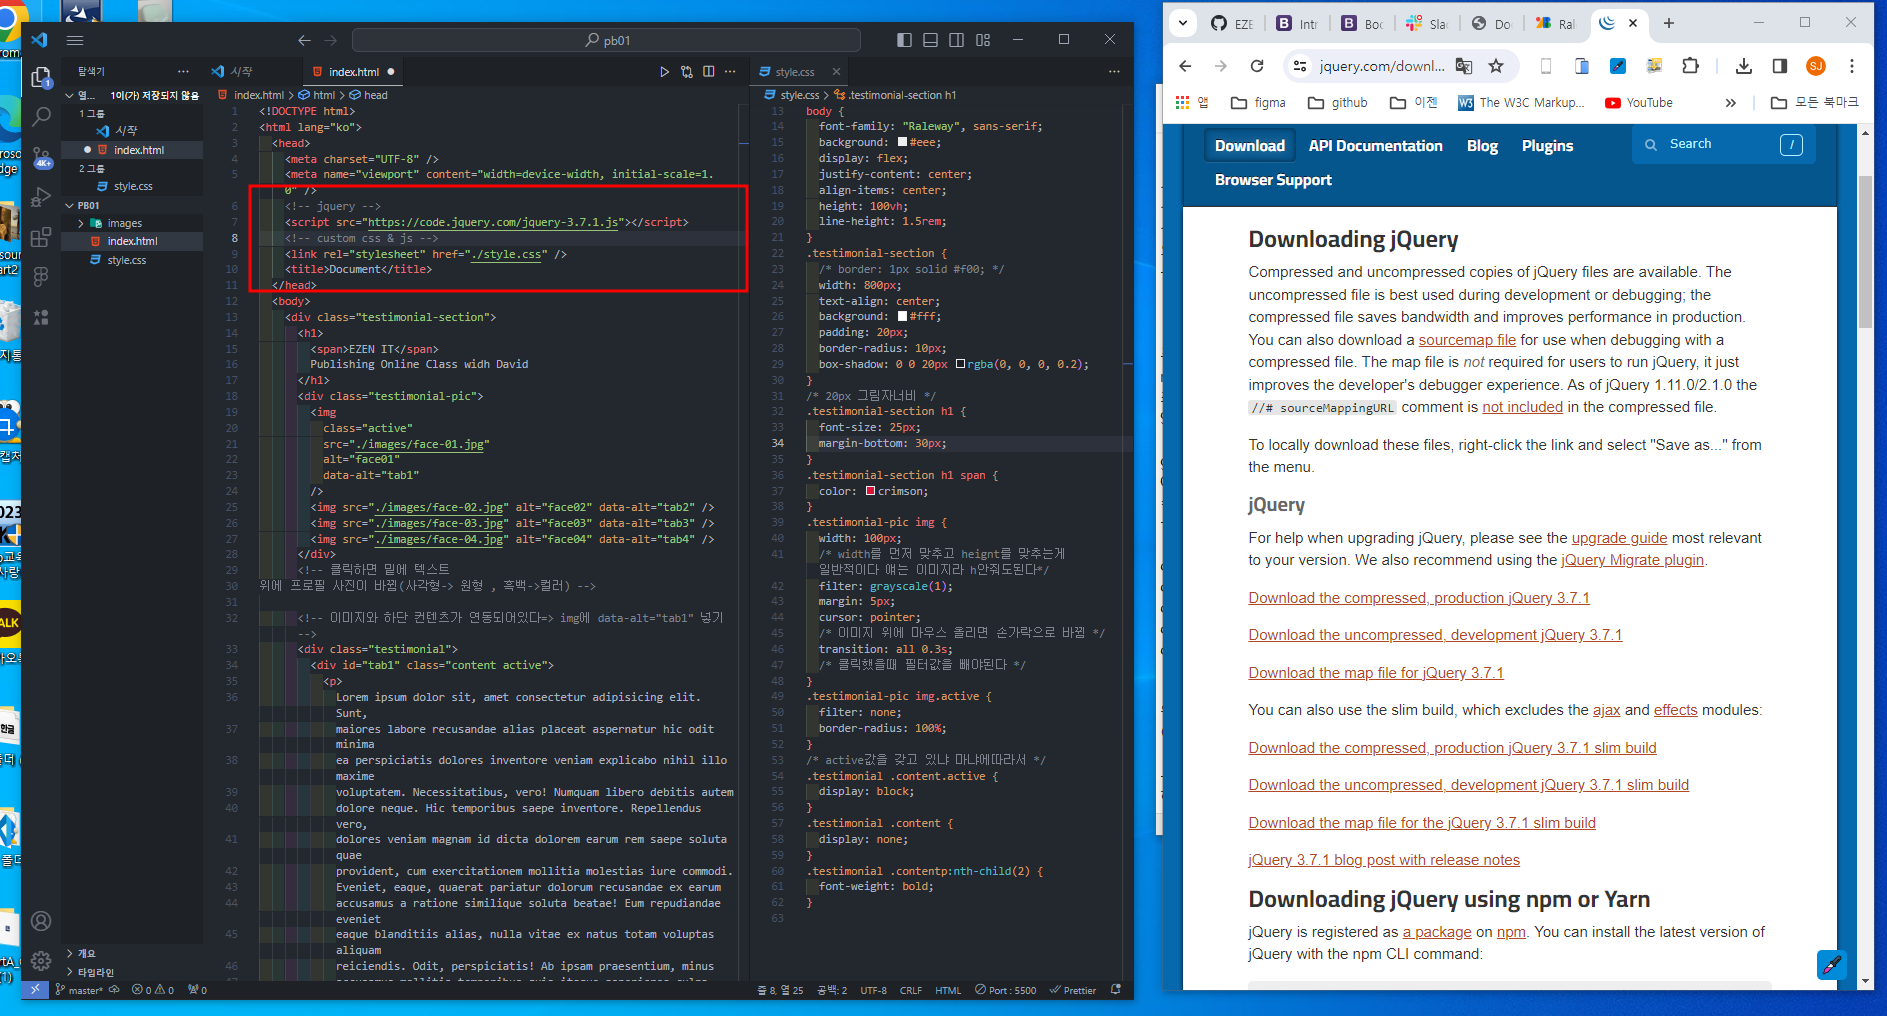 pb01
탐색기
시작
index.html
style.css
열... 1이(가) 저장되지 않음
1 그룹
시작
index.html
2 그룹
style.css
PB01
images
index.html
style.css
개요
타임라인
index.html > html > head
1 <!DOCTYPE html>
2 <html lang="ko">
3 <head>
4 <meta charset="UTF-8" />
5 <meta name="viewport" content="width=device-width, initial-scale=1.
0" />
6 <!-- jquery -->
7 <script src="https://code.jquery.com/jquery-3.7.1.js"></script>
8 <!-- custom css & js -->
9 <link rel="stylesheet" href="./style.css" />
10 <title>Document</title>
11 </head>
12 <body>
13 <div class="testimonial-section">
14 <h1>
15 <span>EZEN IT</span>
16 Publishing Online Class widh David
17 </h1>
18 <div class="testimonial-pic">
19 <img
20 class="active"
21 src="./images/face-01.jpg"
22 alt="face01"
23 data-alt="tab1"
24 />
25 <img src="./images/face-02.jpg" alt="face02" data-alt="tab2" />
26 <img src="./images/face-03.jpg" alt="face03" data-alt="tab3" />
27 <img src="./images/face-04.jpg" alt="face04" data-alt="tab4" />
28 </div>
29 <!-- 클릭하면 밑에 텍스트
30 위에 프로필 사진이 바뀜(사각형-> 원형 , 흑백->컬러) -->
31
32 <!-- 이미지와 하단 컨텐츠가 연동되어있다=> img에 data-alt="tab1" 넣기
-->
33 <div class="testimonial">
34 <div id="tab1" class="content active">
35 <p>
36 Lorem ipsum dolor sit, amet consectetur adipisicing elit.
Sunt,
37 maiores labore recusandae alias placeat aspernatur hic odit
minima
38 ea perspiciatis dolores inventore veniam explicabo nihil illo
maxime
39 voluptatem. Necessitatibus, vero! Numquam libero debitis autem
40 dolore neque. Hic temporibus saepe inventore. Repellendus
vero,
41 dolores veniam magnam id dicta dolorem earum rem saepe soluta
quae
42 provident, cum exercitationem mollitia molestias iure commodi.
43 Eveniet, eaque, quaerat pariatur dolorum recusandae ex earum
44 accusamus a ratione similique soluta beatae! Eum repudiandae
eveniet
45 eaque blanditiis alias, nulla vitae ex natus totam voluptas
aliquam
46 reiciendis. Odit, perspiciatis! Ab ipsam praesentium, minus
style.css > .testimonial-section h1
13 body {
14 font-family: "Raleway", sans-serif;
15 background: #eee;
16 display: flex;
17 justify-content: center;
18 align-items: center;
19 height: 100vh;
20 line-height: 1.5rem;
21 }
22 .testimonial-section {
23 /* border: 1px solid #f00; */
24 width: 800px;
25 text-align: center;
26 background: #fff;
27 padding: 20px;
28 border-radius: 10px;
29 box-shadow: 0 0 20px rgba(0, 0, 0, 0.2);
30 }
31 /* 20px 그림자너비 */
32 .testimonial-section h1 {
33 font-size: 25px;
34 margin-bottom: 30px;
35 }
36 .testimonial-section h1 span {
37 color: crimson;
38 }
39 .testimonial-pic img {
40 width: 100px;
41 /* width를 먼저 맞추고 heignt를 맞추는게
일반적이다 얘는 이미지라 h안줘도된다*/
42 filter: grayscale(1);
43 margin: 5px;
44 cursor: pointer;
45 /* 이미지 위에 마우스 올리면 손가락으로 바뀜 */
46 transition: all 0.3s;
47 /* 클릭했을때 필터값을 빼야된다 */
48 }
49 .testimonial-pic img.active {
50 filter: none;
51 border-radius: 100%;
52 }
53 /* active값을 갖고 있냐 마냐에따라서 */
54 .testimonial .content.active {
55 display: block;
56 }
57 .testimonial .content {
58 display: none;
59 }
60 .testimonial .contentp:nth-child(2) {
61 font-weight: bold;
62 }
63
master*
0 0
0
줄 8, 열 25
공백: 2
UTF-8
CRLF
HTML
Port : 5500
Prettier
EZE
Intr
Boo
Slac
Do
Rai
jquery.com/downl...
SJ
앱
figma
github
이젠
The W3C Markup...
YouTube
모든 북마크
Download
API Documentation
Blog
Plugins
Search
/
Browser Support
Downloading jQuery
Compressed and uncompressed copies of jQuery files are available. The
uncompressed file is best used during development or debugging; the
compressed file saves bandwidth and improves performance in production.
You can also download a sourcemap file for use when debugging with a
compressed file. The map file is not required for users to run jQuery, it just
improves the developer's debugger experience. As of jQuery 1.11.0/2.1.0 the
//# sourceMappingURL comment is not included in the compressed file.
To locally download these files, right-click the link and select "Save as..." from
the menu.
jQuery
For help when upgrading jQuery, please see the upgrade guide most relevant
to your version. We also recommend using the jQuery Migrate plugin.
Download the compressed, production jQuery 3.7.1
Download the uncompressed, development jQuery 3.7.1
Download the map file for jQuery 3.7.1
You can also use the slim build, which excludes the ajax and effects modules:
Download the compressed, production jQuery 3.7.1 slim build
Download the uncompressed, development jQuery 3.7.1 slim build
Download the map file for the jQuery 3.7.1 slim build
jQuery 3.7.1 blog post with release notes
Downloading jQuery using npm or Yarn
jQuery is registered as a package on npm. You can install the latest version of
jQuery with the npm CLI command: